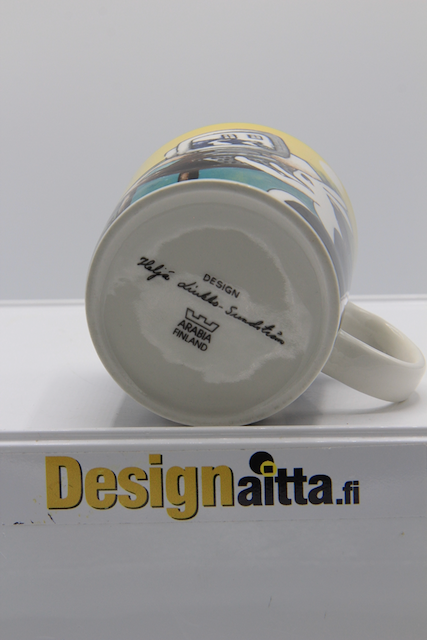 DESIGN
Heljä Liukko-Sundström
ARABIA
FINLAND
Designaitta.fi